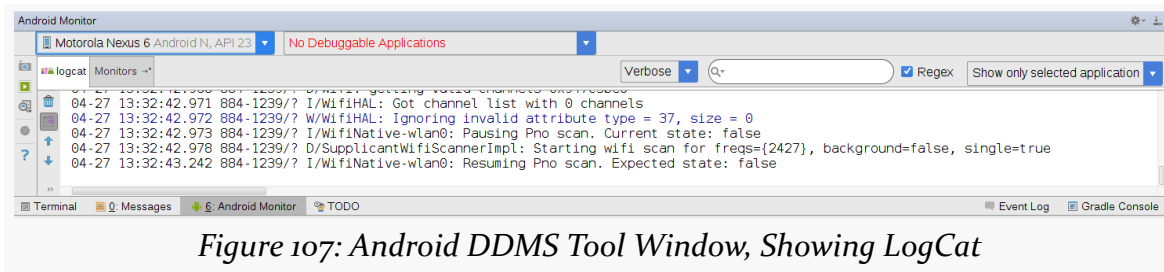 Android Monitor
Motorola Nexus 6 Android N, API 23 No Debuggable Applications
logcat Monitors Verbose Regex Show only selected application
04-27 13:32:42.971 884-1239/? I/WifiHAL: Got channel list with 0 channels
04-27 13:32:42.972 884-1239/? W/WifiHAL: Ignoring invalid attribute type = 37, size = 0
04-27 13:32:42.973 884-1239/? I/WifiNative-wlan0: Pausing Pno scan. Current state: false
04-27 13:32:42.978 884-1239/? D/SupplicantWifiScannerImpl: Starting wifi scan for freqs={2427}, background=false, single=true
04-27 13:32:43.242 884-1239/? I/WifiNative-wlan0: Resuming Pno scan. Expected state: false
Terminal 0: Messages 6: Android Monitor TODO Event Log Gradle Console
Figure 107: Android DDMS Tool Window, Showing LogCat